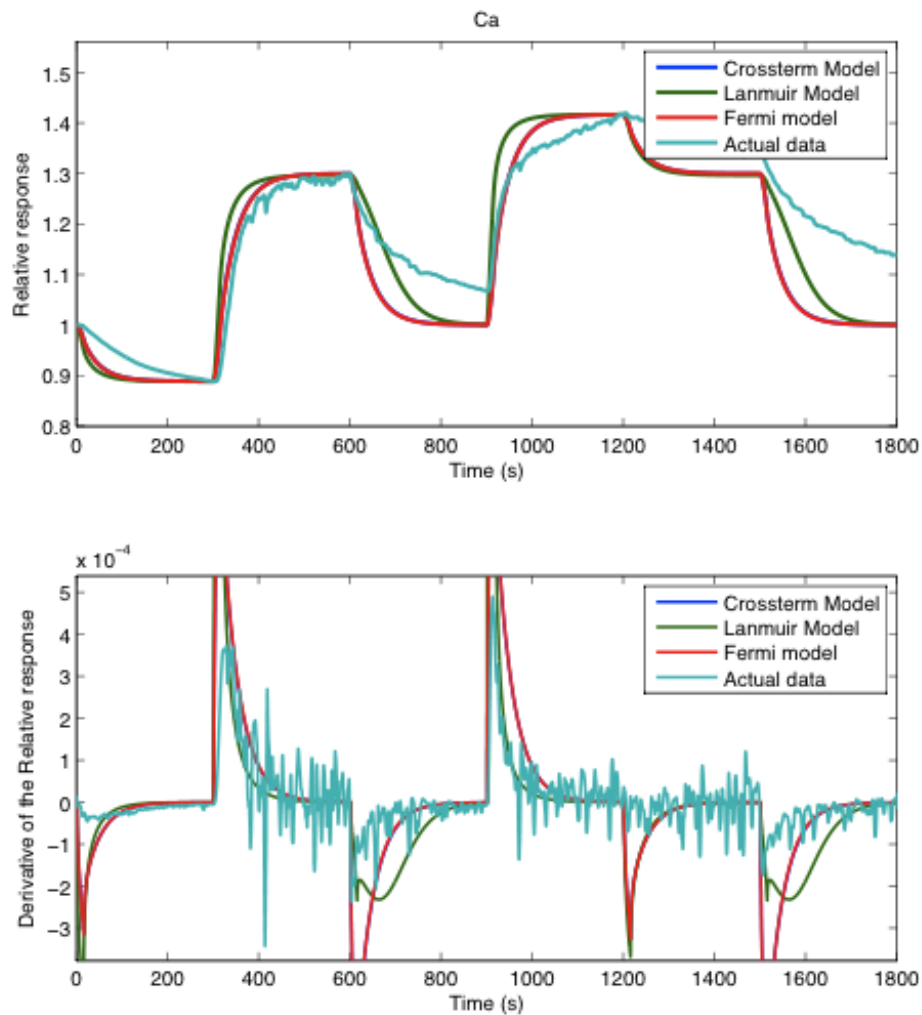 Ca
1.5
1.4
1.3
1.2
1.1
1
0.9
0.8
Relative response
Crossterm Model
Lanmuir Model
Fermi model
Actual data
0 200 400 600 800 1000 1200 1400 1600 1800
Time (s)
x 10⁻⁴
5
4
3
2
1
0
−1
−2
−3
Derivative of the Relative response
Crossterm Model
Lanmuir Model
Fermi model
Actual data
0 200 400 600 800 1000 1200 1400 1600 1800
Time (s)